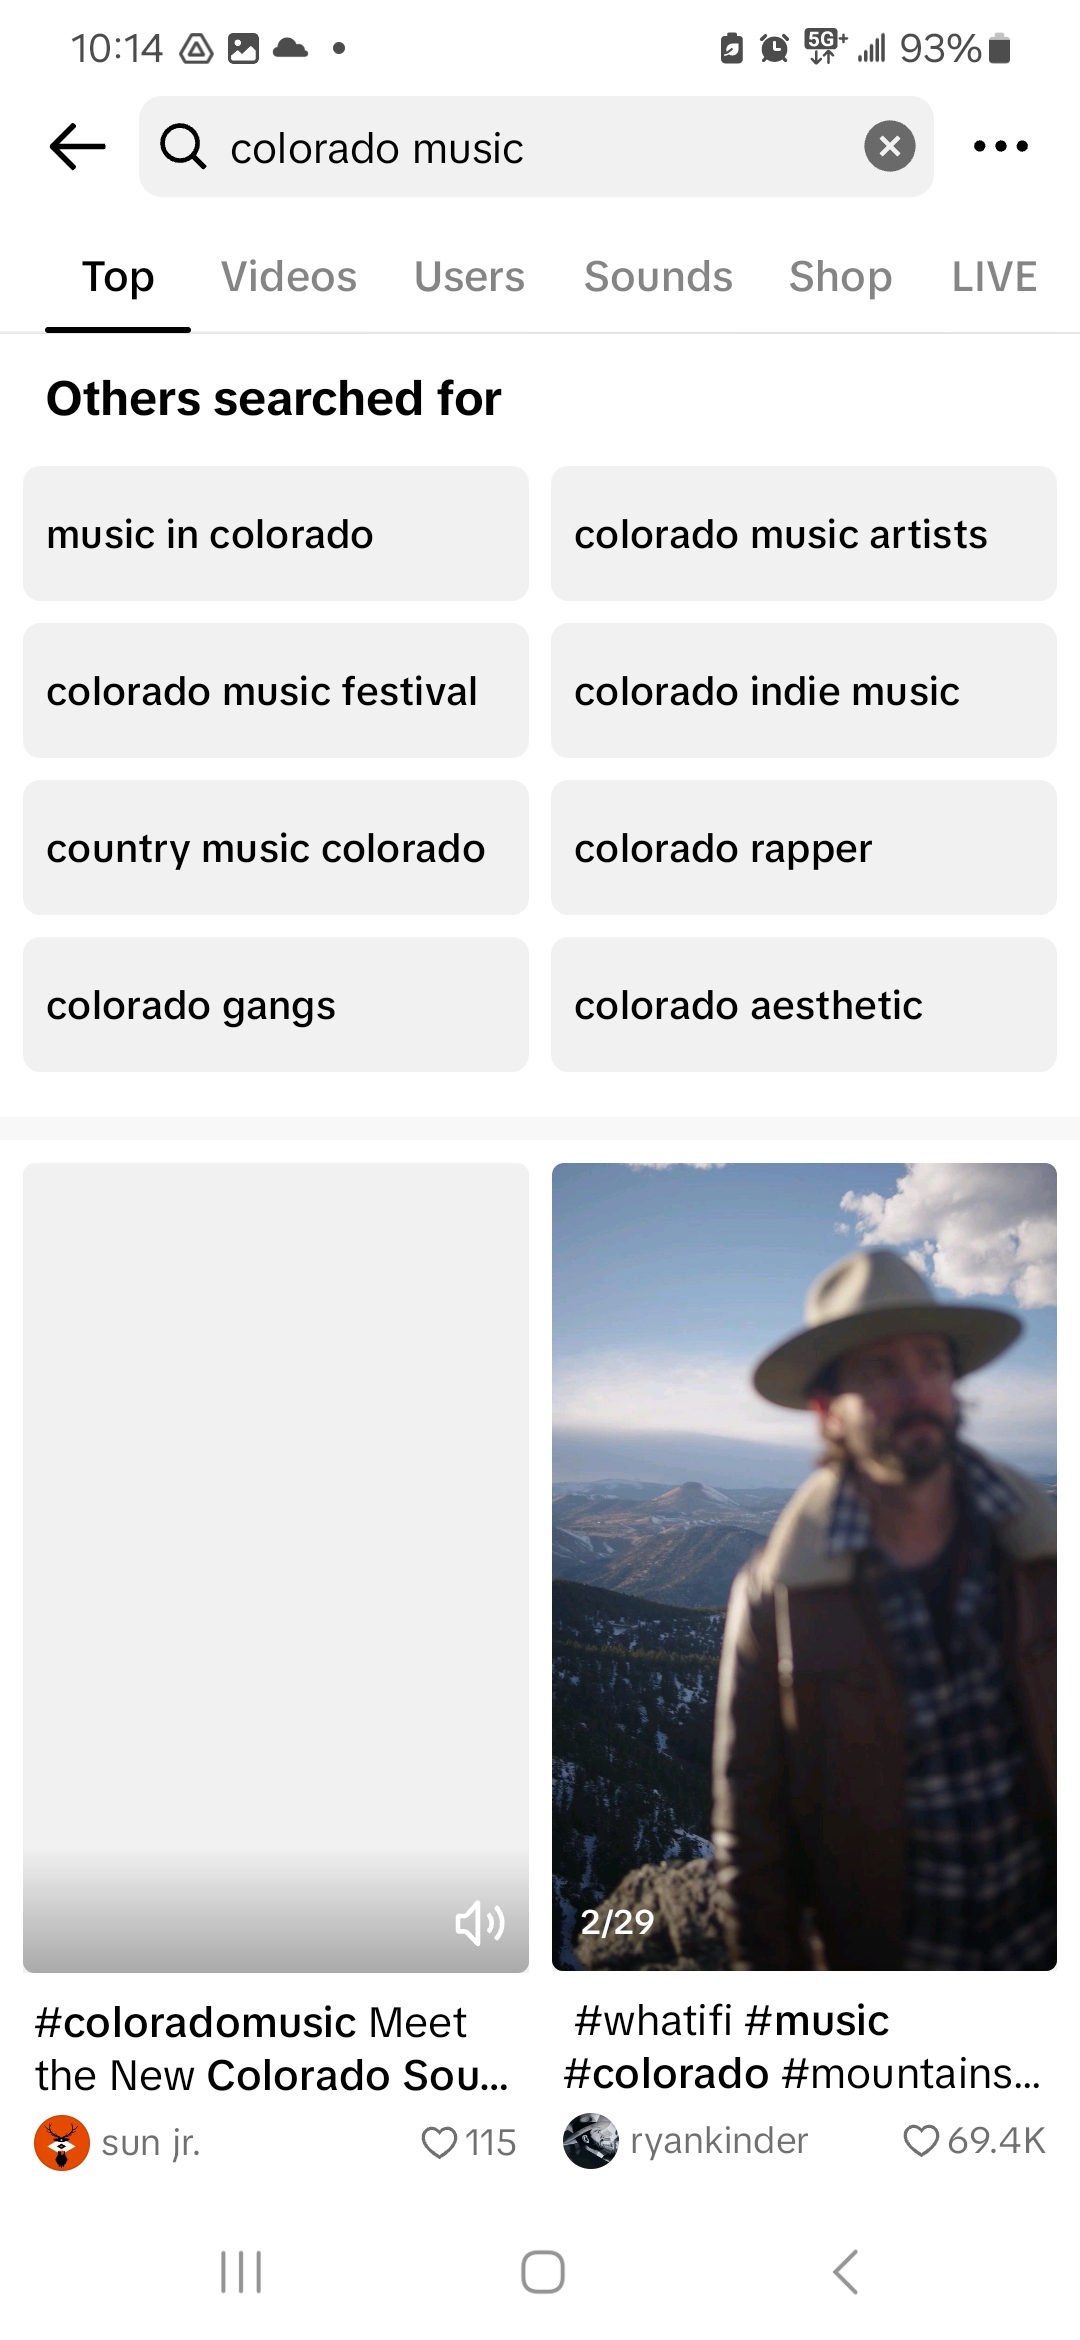 10:14 5G+ 93%
colorado music
Top Videos Users Sounds Shop LIVE
Others searched for
music in colorado
colorado music artists
colorado music festival
colorado indie music
country music colorado
colorado rapper
colorado gangs
colorado aesthetic
2/29
#coloradomusic Meet
the New Colorado Sou...
sun jr. 115
#whatifi #music
#colorado #mountains...
ryankinder 69.4K